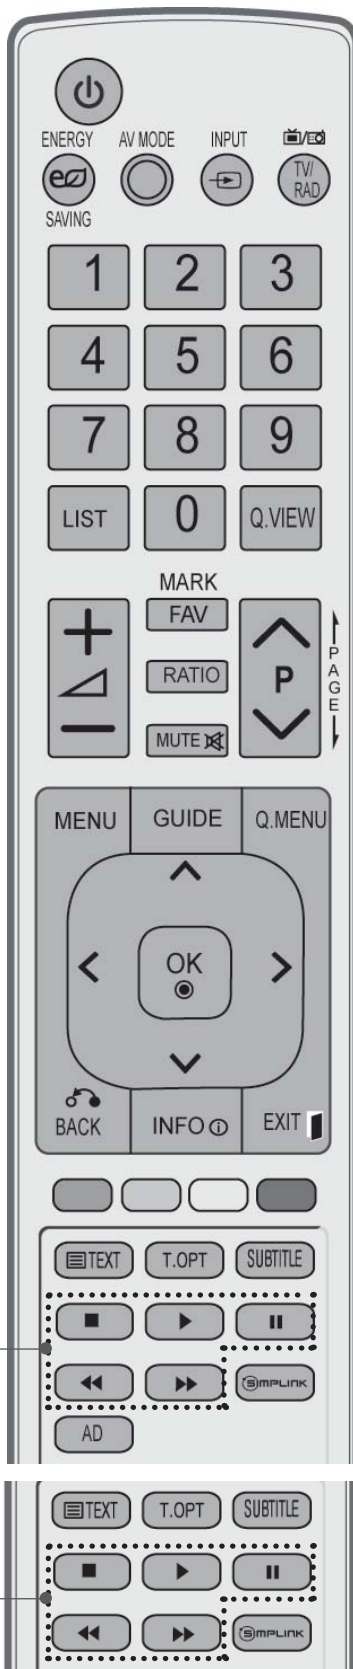 ENERGY AV MODE INPUT
TV/
RAD
SAVING
1 2 3
4 5 6
7 8 9
LIST 0 Q.VIEW
MARK
FAV
RATIO
P
PAGE
MUTE
MENU GUIDE Q.MENU
OK
BACK INFO EXIT
TEXT T.OPT SUBTITLE
SIMPLINK
AD
TEXT T.OPT SUBTITLE
SIMPLINK